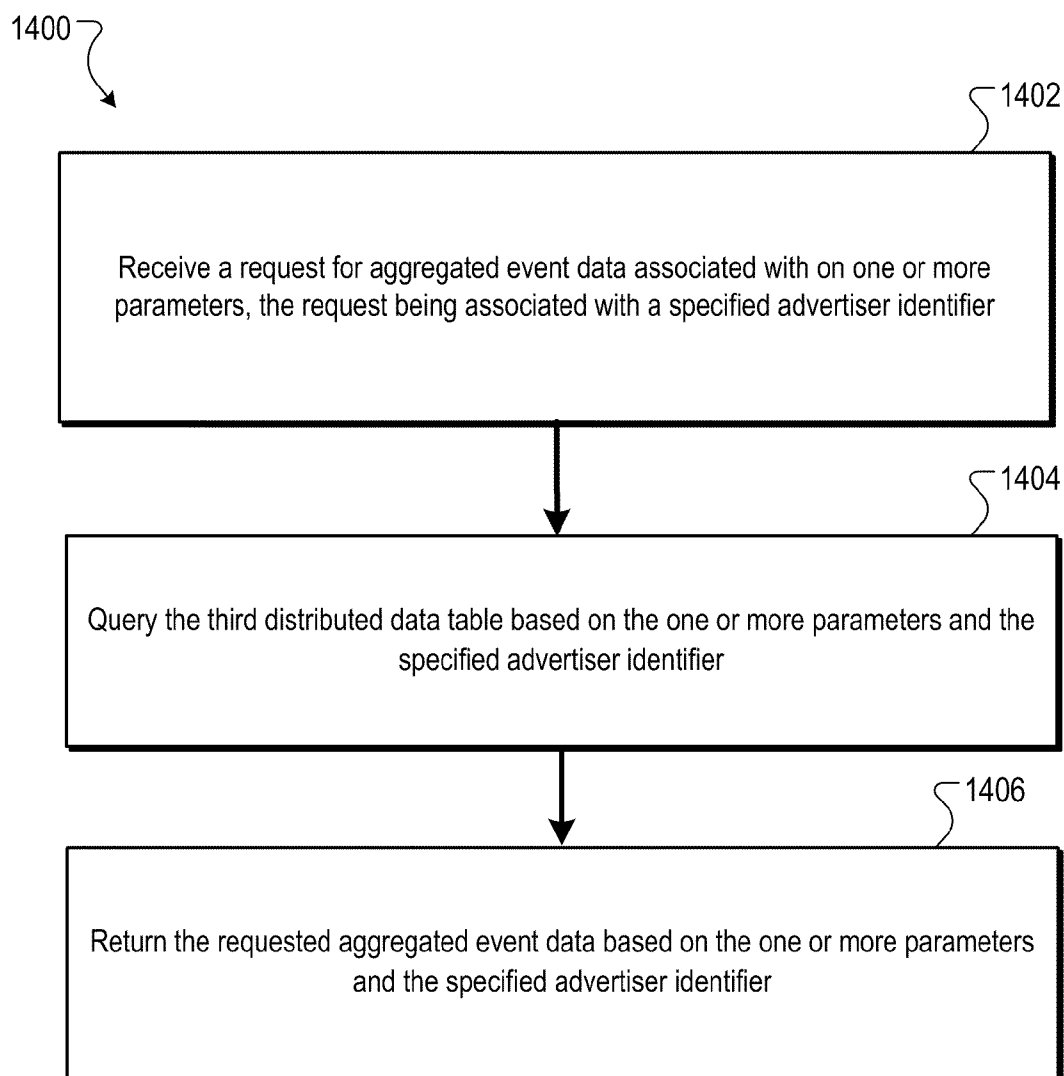 1400
1402
Receive a request for aggregated event data associated with on one or more
parameters, the request being associated with a specified advertiser identifier
1404
Query the third distributed data table based on the one or more parameters and the
specified advertiser identifier
1406
Return the requested aggregated event data based on the one or more parameters
and the specified advertiser identifier